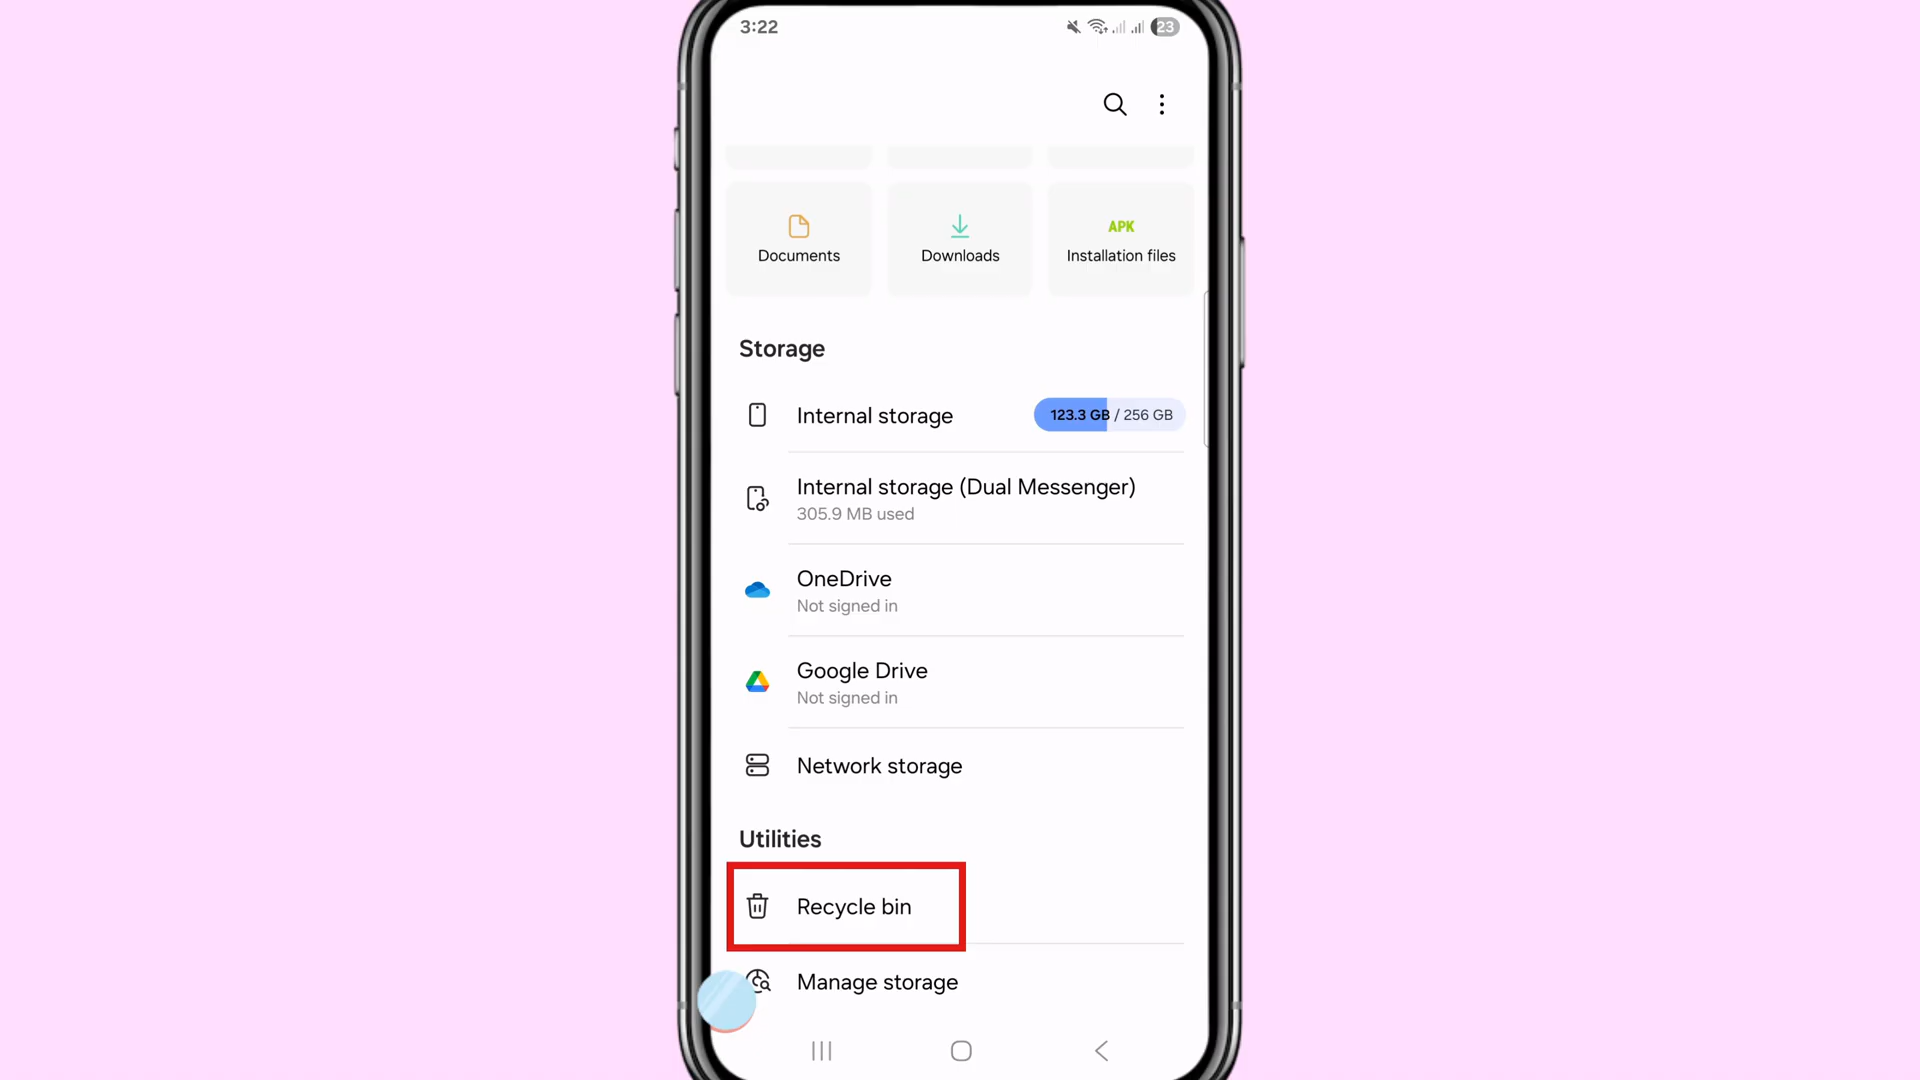 3:22
23
Documents
Downloads
APK
Installation files
Storage
Internal storage
123.3 GB / 256 GB
Internal storage (Dual Messenger)
305.9 MB used
OneDrive
Not signed in
Google Drive
Not signed in
Network storage
Utilities
Recycle bin
Manage storage